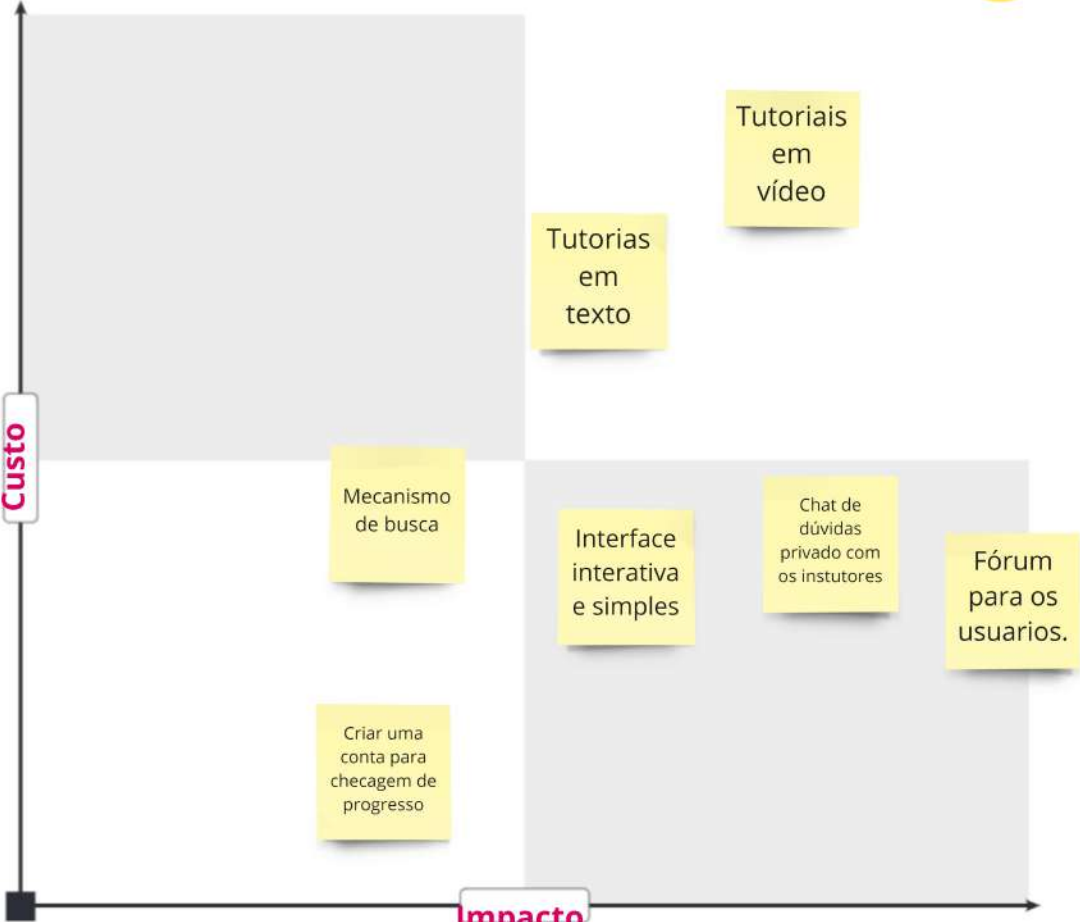 Tutoriais
em
vídeo
Tutorias
em
texto
Custo
Mecanismo
de busca
Interface
interativa
e simples
Chat de
dúvidas
privado com
os instutores
Fórum
para os
usuarios.
Criar uma
conta para
checagem de
progresso
Impacto